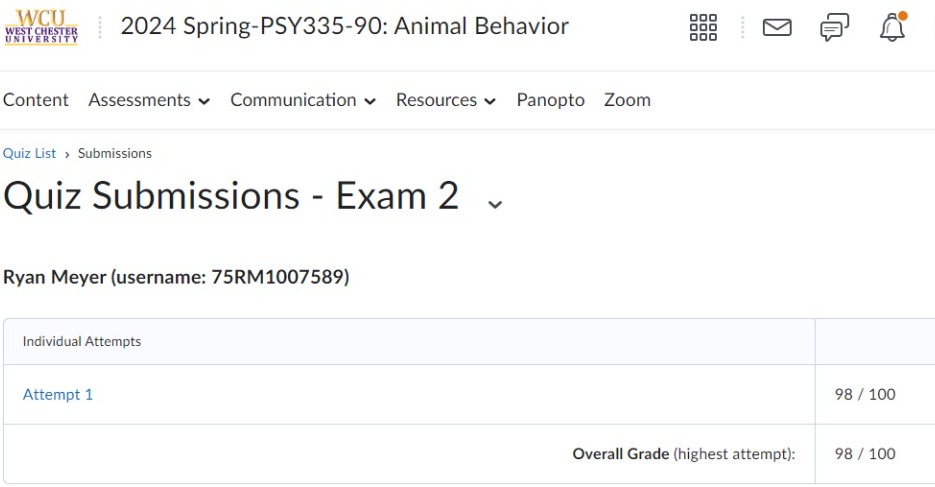 WCU
WEST CHESTER
UNIVERSITY
2024 Spring-PSY335-90: Animal Behavior
Content Assessments Communication Resources Panopto Zoom
Quiz List › Submissions
Quiz Submissions - Exam 2
Ryan Meyer (username: 75RM1007589)
Individual Attempts
Attempt 1 98 / 100
Overall Grade (highest attempt): 98 / 100